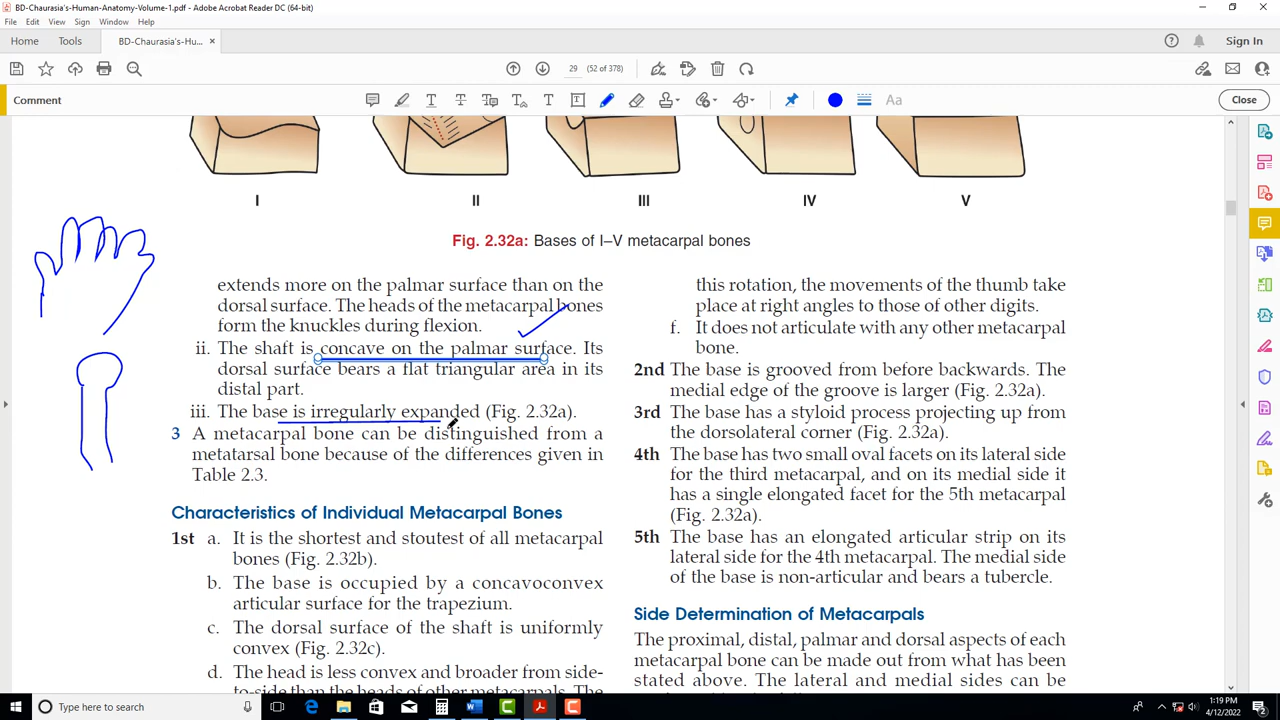 BD-Chaurasia's-Human-Anatomy-Volume-1.pdf - Adobe Acrobat Reader DC (64-bit)
File Edit View Sign Window Help
Home Tools BD-Chaurasia's-Hu... × Sign In
29 (52 of 378)
Comment Aa Close
I II III IV V
Fig. 2.32a: Bases of I–V metacarpal bones
extends more on the palmar surface than on the
dorsal surface. The heads of the metacarpal bones
form the knuckles during flexion.
ii. The shaft is concave on the palmar surface. Its
dorsal surface bears a flat triangular area in its
distal part.
iii. The base is irregularly expanded (Fig. 2.32a).
3 A metacarpal bone can be distinguished from a
metatarsal bone because of the differences given in
Table 2.3.
Characteristics of Individual Metacarpal Bones
1st a. It is the shortest and stoutest of all metacarpal
bones (Fig. 2.32b).
b. The base is occupied by a concavoconvex
articular surface for the trapezium.
c. The dorsal surface of the shaft is uniformly
convex (Fig. 2.32c).
d. The head is less convex and broader from side-
to-side than the heads of other metacarpals. The
this rotation, the movements of the thumb take
place at right angles to those of other digits.
f. It does not articulate with any other metacarpal
bone.
2nd The base is grooved from before backwards. The
medial edge of the groove is larger (Fig. 2.32a).
3rd The base has a styloid process projecting up from
the dorsolateral corner (Fig. 2.32a).
4th The base has two small oval facets on its lateral side
for the third metacarpal, and on its medial side it
has a single elongated facet for the 5th metacarpal
(Fig. 2.32a).
5th The base has an elongated articular strip on its
lateral side for the 4th metacarpal. The medial side
of the base is non-articular and bears a tubercle.
Side Determination of Metacarpals
The proximal, distal, palmar and dorsal aspects of each
metacarpal bone can be made out from what has been
stated above. The lateral and medial sides can be
Type here to search
1:19 PM
4/12/2022